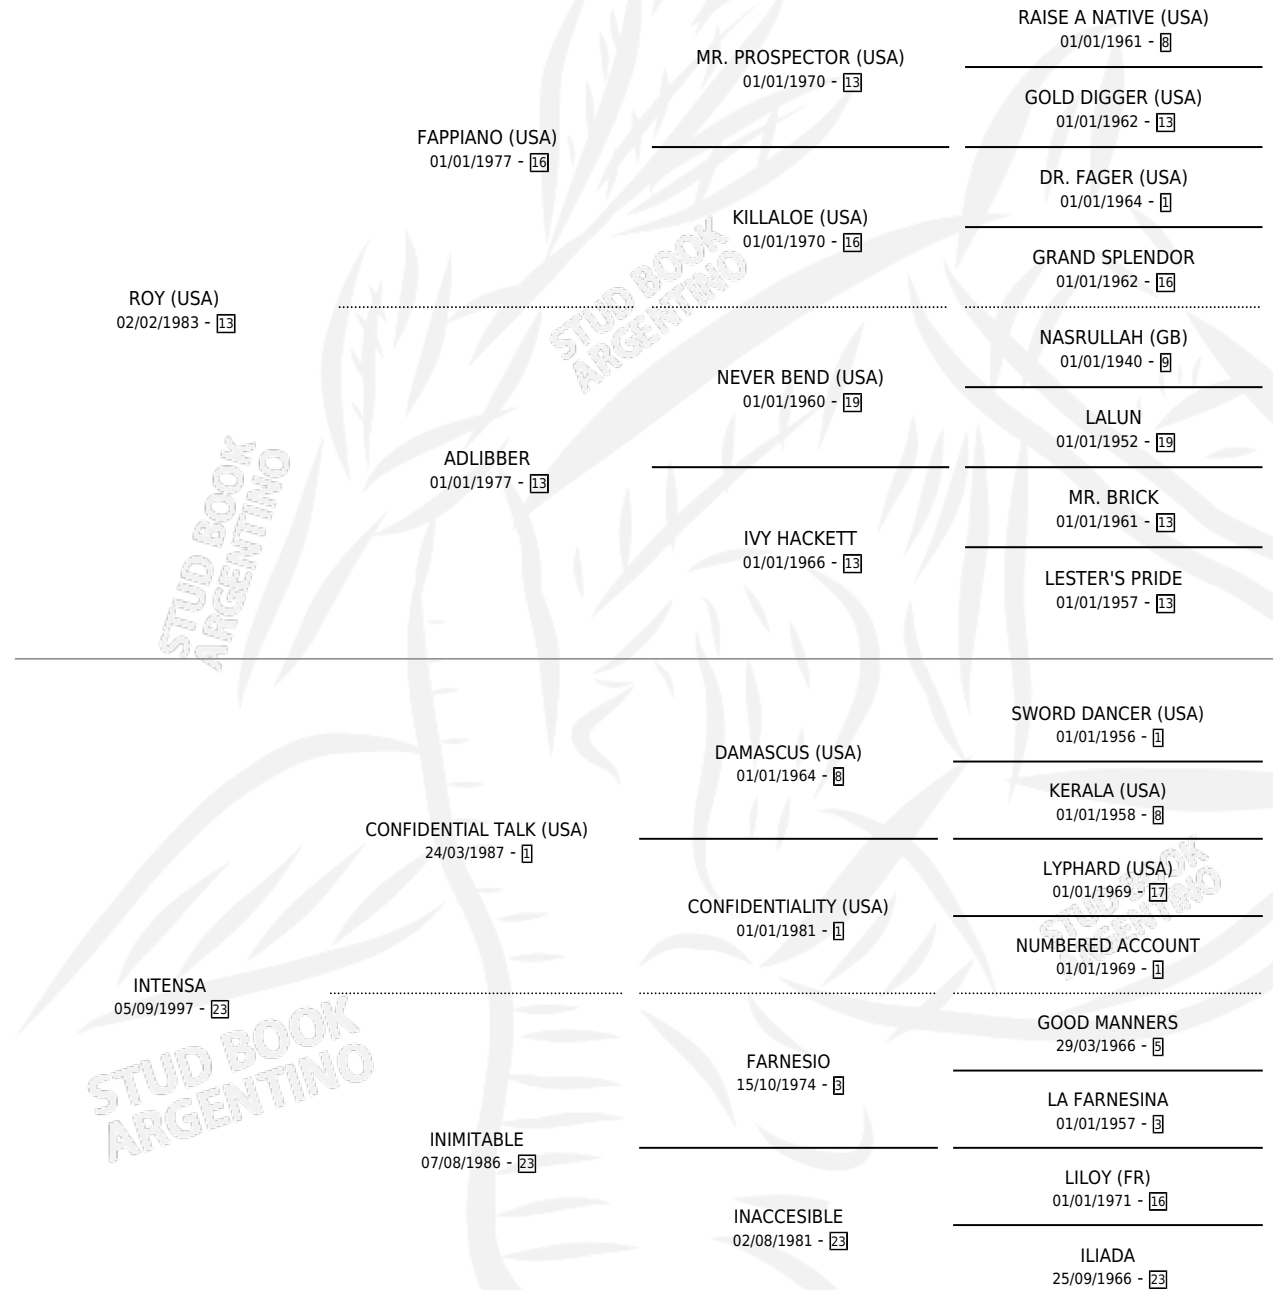 RAISE A NATIVE (USA)
01/01/1961 - 8
MR. PROSPECTOR (USA)
01/01/1970 - 13
GOLD DIGGER (USA)
01/01/1962 - 13
FAPPIANO (USA)
01/01/1977 - 16
DR. FAGER (USA)
01/01/1964 - 1
KILLALOE (USA)
01/01/1970 - 16
GRAND SPLENDOR
01/01/1962 - 16
ROY (USA)
02/02/1983 - 13
NASRULLAH (GB)
01/01/1940 - 9
NEVER BEND (USA)
01/01/1960 - 19
LALUN
01/01/1952 - 19
ADLIBBER
01/01/1977 - 13
MR. BRICK
01/01/1961 - 13
IVY HACKETT
01/01/1966 - 13
LESTER'S PRIDE
01/01/1957 - 13
SWORD DANCER (USA)
01/01/1956 - 1
DAMASCUS (USA)
01/01/1964 - 8
KERALA (USA)
01/01/1958 - 8
CONFIDENTIAL TALK (USA)
24/03/1987 - 1
LYPHARD (USA)
01/01/1969 - 17
CONFIDENTIALITY (USA)
01/01/1981 - 1
NUMBERED ACCOUNT
01/01/1969 - 1
INTENSA
05/09/1997 - 23
GOOD MANNERS
29/03/1966 - 5
FARNESIO
15/10/1974 - 3
LA FARNESINA
01/01/1957 - 3
INIMITABLE
07/08/1986 - 23
LILOY (FR)
01/01/1971 - 16
INACCESIBLE
02/08/1981 - 23
ILIADA
25/09/1966 - 23
STUD BOOK
ARGENTINO
STUD BOOK
ARGENTINO
STUD BOOK
ARGENTINO
STUD BOOK
ARGENTINO